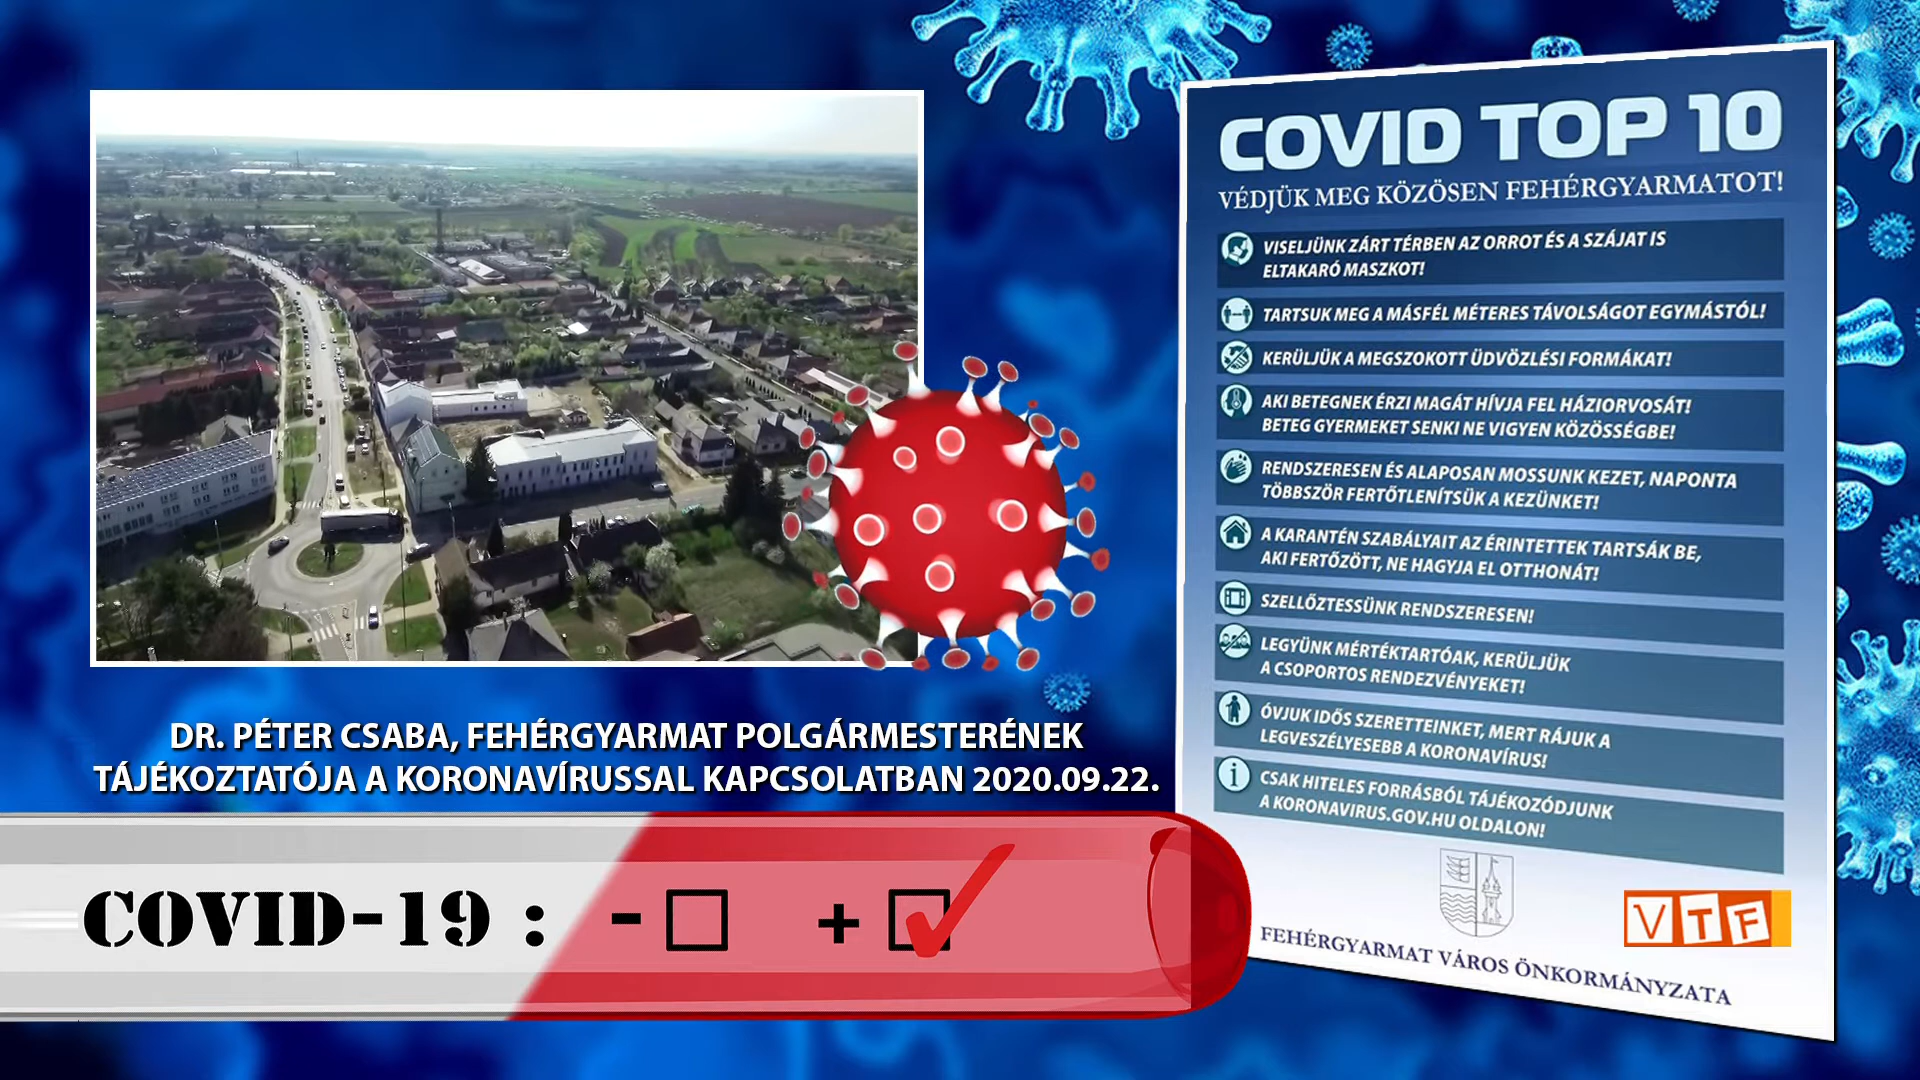 DR. PÉTER CSABA, FEHÉRGYARMAT POLGÁRMESTERÉNEK
TÁJÉKOZTATÓJA A KORONAVÍRUSSAL KAPCSOLATBAN 2020.09.22.
COVID-19 : - +
COVID TOP 10
VÉDJÜK MEG KÖZÖSEN FEHÉRGYARMATOT!
VISELJÜNK ZÁRT TÉRBEN AZ ORROT ÉS A SZÁJAT IS
ELTAKARÓ MASZKOT!
TARTSUK MEG A MÁSFÉL MÉTERES TÁVOLSÁGOT EGYMÁSTÓL!
KERÜLJÜK A MEGSZOKOTT ÜDVÖZLÉSI FORMÁKAT!
AKI BETEGNEK ÉRZI MAGÁT HÍVJA FEL HÁZIORVOSÁT!
BETEG GYERMEKET SENKI NE VIGYEN KÖZÖSSÉGBE!
RENDSZERESEN ÉS ALAPOSAN MOSSUNK KEZET, NAPONTA
TÖBBSZÖR FERTŐTLENÍTSÜK A KEZÜNKET!
A KARANTÉN SZABÁLYAIT AZ ÉRINTETTEK TARTSÁK BE,
AKI FERTŐZÖTT, NE HAGYJA EL OTTHONÁT!
SZELLŐZTESSÜNK RENDSZERESEN!
LEGYÜNK MÉRTÉKTARTÓAK, KERÜLJÜK
A CSOPORTOS RENDEZVÉNYEKET!
ÓVJUK IDŐS SZERETTEINKET, MERT RÁJUK A
LEGVESZÉLYESEBB A KORONAVÍRUS!
CSAK HITELES FORRÁSBÓL TÁJÉKOZÓDJUNK
A KORONAVIRUS.GOV.HU OLDALON!
VTF
FEHÉRGYARMAT VÁROS ÖNKORMÁNYZATA